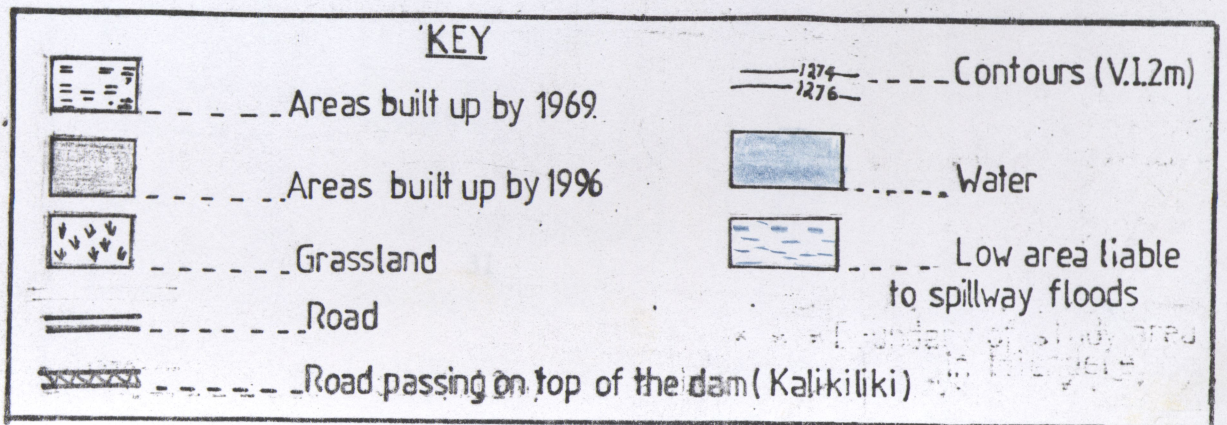 KEY
Areas built up by 1969.
Areas built up by 1996
Grassland
Road
Road passing on top of the dam (Kalikiliki)
1274
1276
Contours (V.I.2m)
Water
Low area liable
to spillway floods